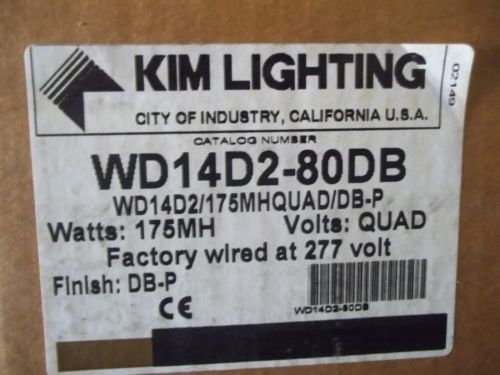 KIM LIGHTING
CITY OF INDUSTRY, CALIFORNIA U.S.A.
02149
CATALOG NUMBER
WD14D2-80DB
WD14D2/175MHQUAD/DB-P
Watts: 175MH Volts: QUAD
Factory wired at 277 volt
Finish: DB-P
CE
WD14D2-80DB